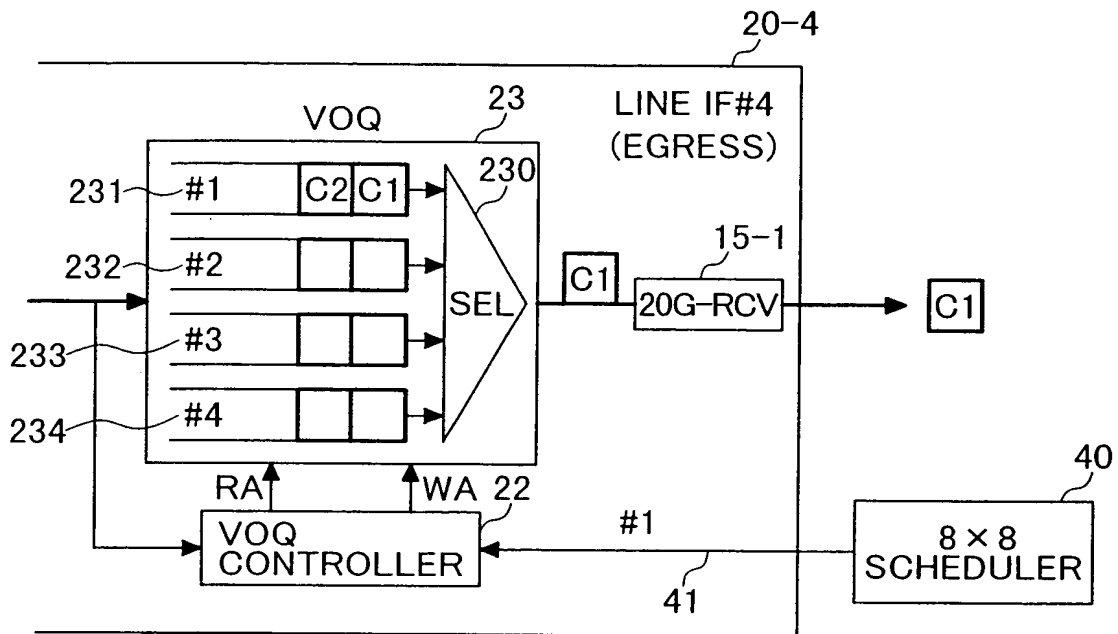 20-4
LINE IF#4
(EGRESS)
VOQ
23
230
231
#1
C2
C1
232
#2
233
#3
234
#4
SEL
C1
15-1
20G-RCV
C1
RA
WA
22
VOQ
CONTROLLER
#1
41
40
8×8
SCHEDULER